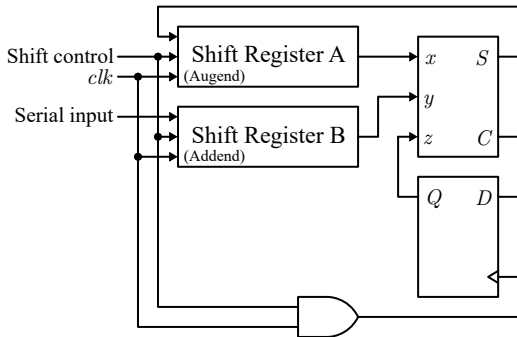 Shift control
clk
Serial input
Shift Register A
(Augend)
Shift Register B
(Addend)
x S
y
z C
Q D